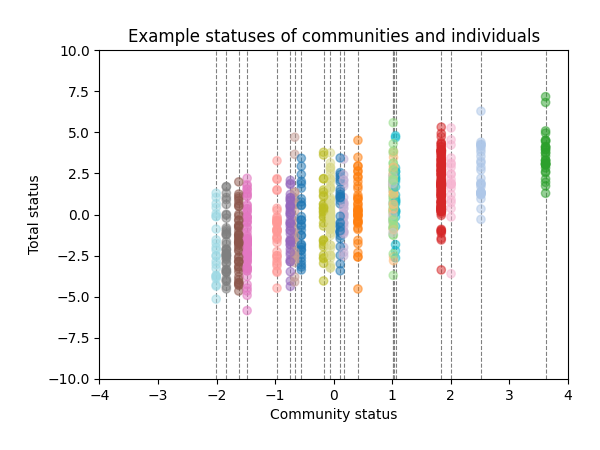 Example statuses of communities and individuals
10.0
7.5
5.0
2.5
0.0
−2.5
−5.0
−7.5
−10.0
Total status
−4 −3 −2 −1 0 1 2 3 4
Community status